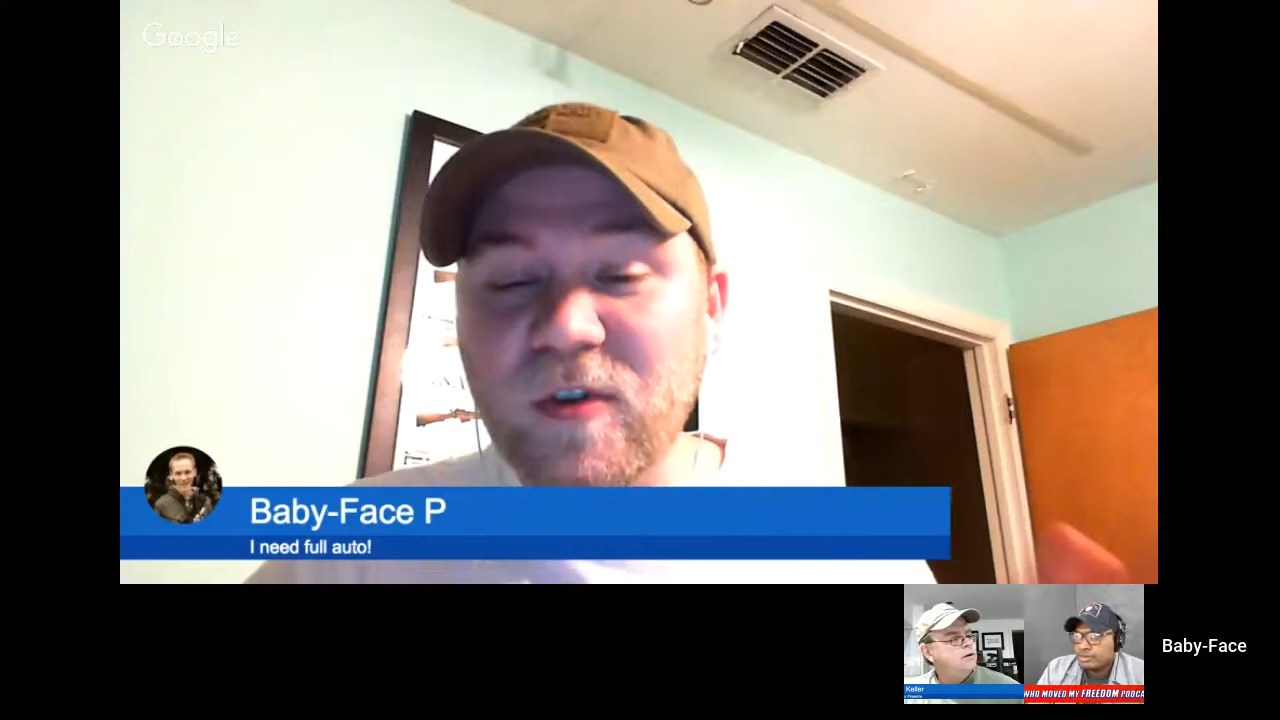 Google
Baby-Face P
I need full auto!
Keller
WHO MOVED MY FREEDOM PODCA
Baby-Face